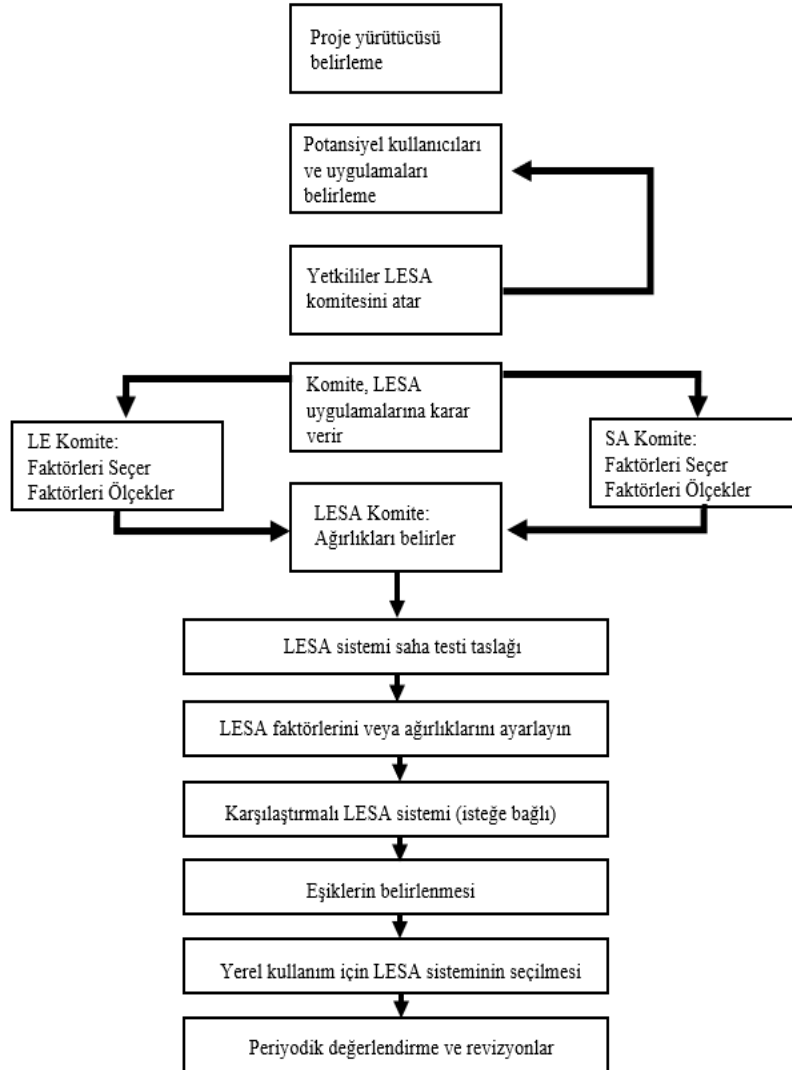 Proje yürütücüsü
belirleme
Potansiyel kullanıcıları
ve uygulamaları
belirleme
Yetkililer LESA
komitesini atar
Komite, LESA
uygulamalarına karar
verir
LE Komite:
Faktörleri Seçer
Faktörleri Ölçekler
SA Komite:
Faktörleri Seçer
Faktörleri Ölçekler
LESA Komite:
Ağırlıkları belirler
LESA sistemi saha testi taslağı
LESA faktörlerini veya ağırlıklarını ayarlayın
Karşılaştırmalı LESA sistemi (isteğe bağlı)
Eşiklerin belirlenmesi
Yerel kullanım için LESA sisteminin seçilmesi
Periyodik değerlendirme ve revizyonlar